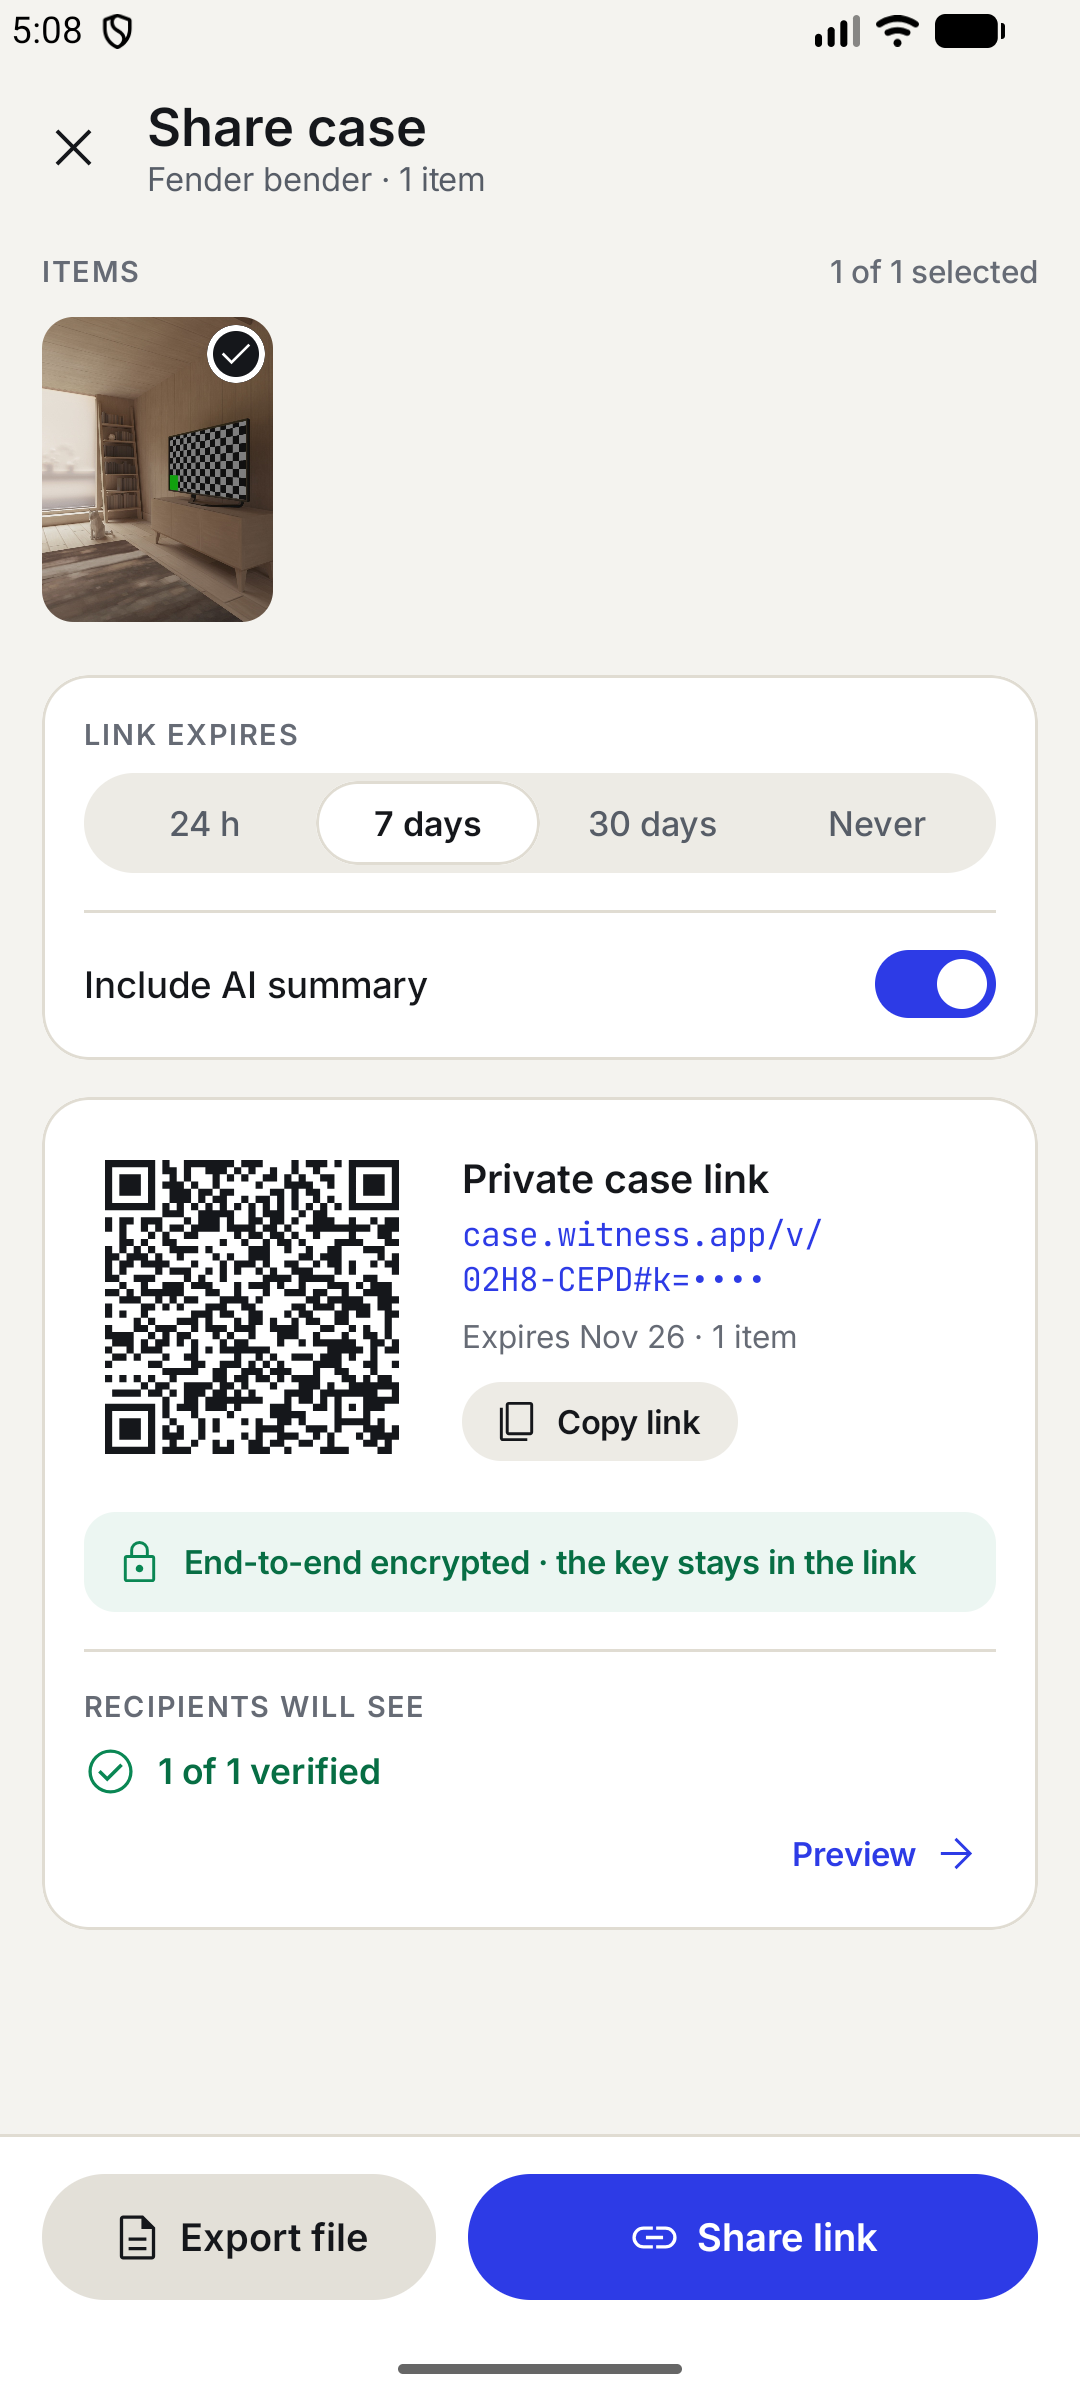 5:08
Share case
Fender bender · 1 item
ITEMS
1 of 1 selected
LINK EXPIRES
24 h
7 days
30 days
Never
Include AI summary
Private case link
case.witness.app/v/
02H8-CEPD#k=••••
Expires Nov 26 · 1 item
Copy link
End-to-end encrypted · the key stays in the link
RECIPIENTS WILL SEE
1 of 1 verified
Preview
Export file
Share link